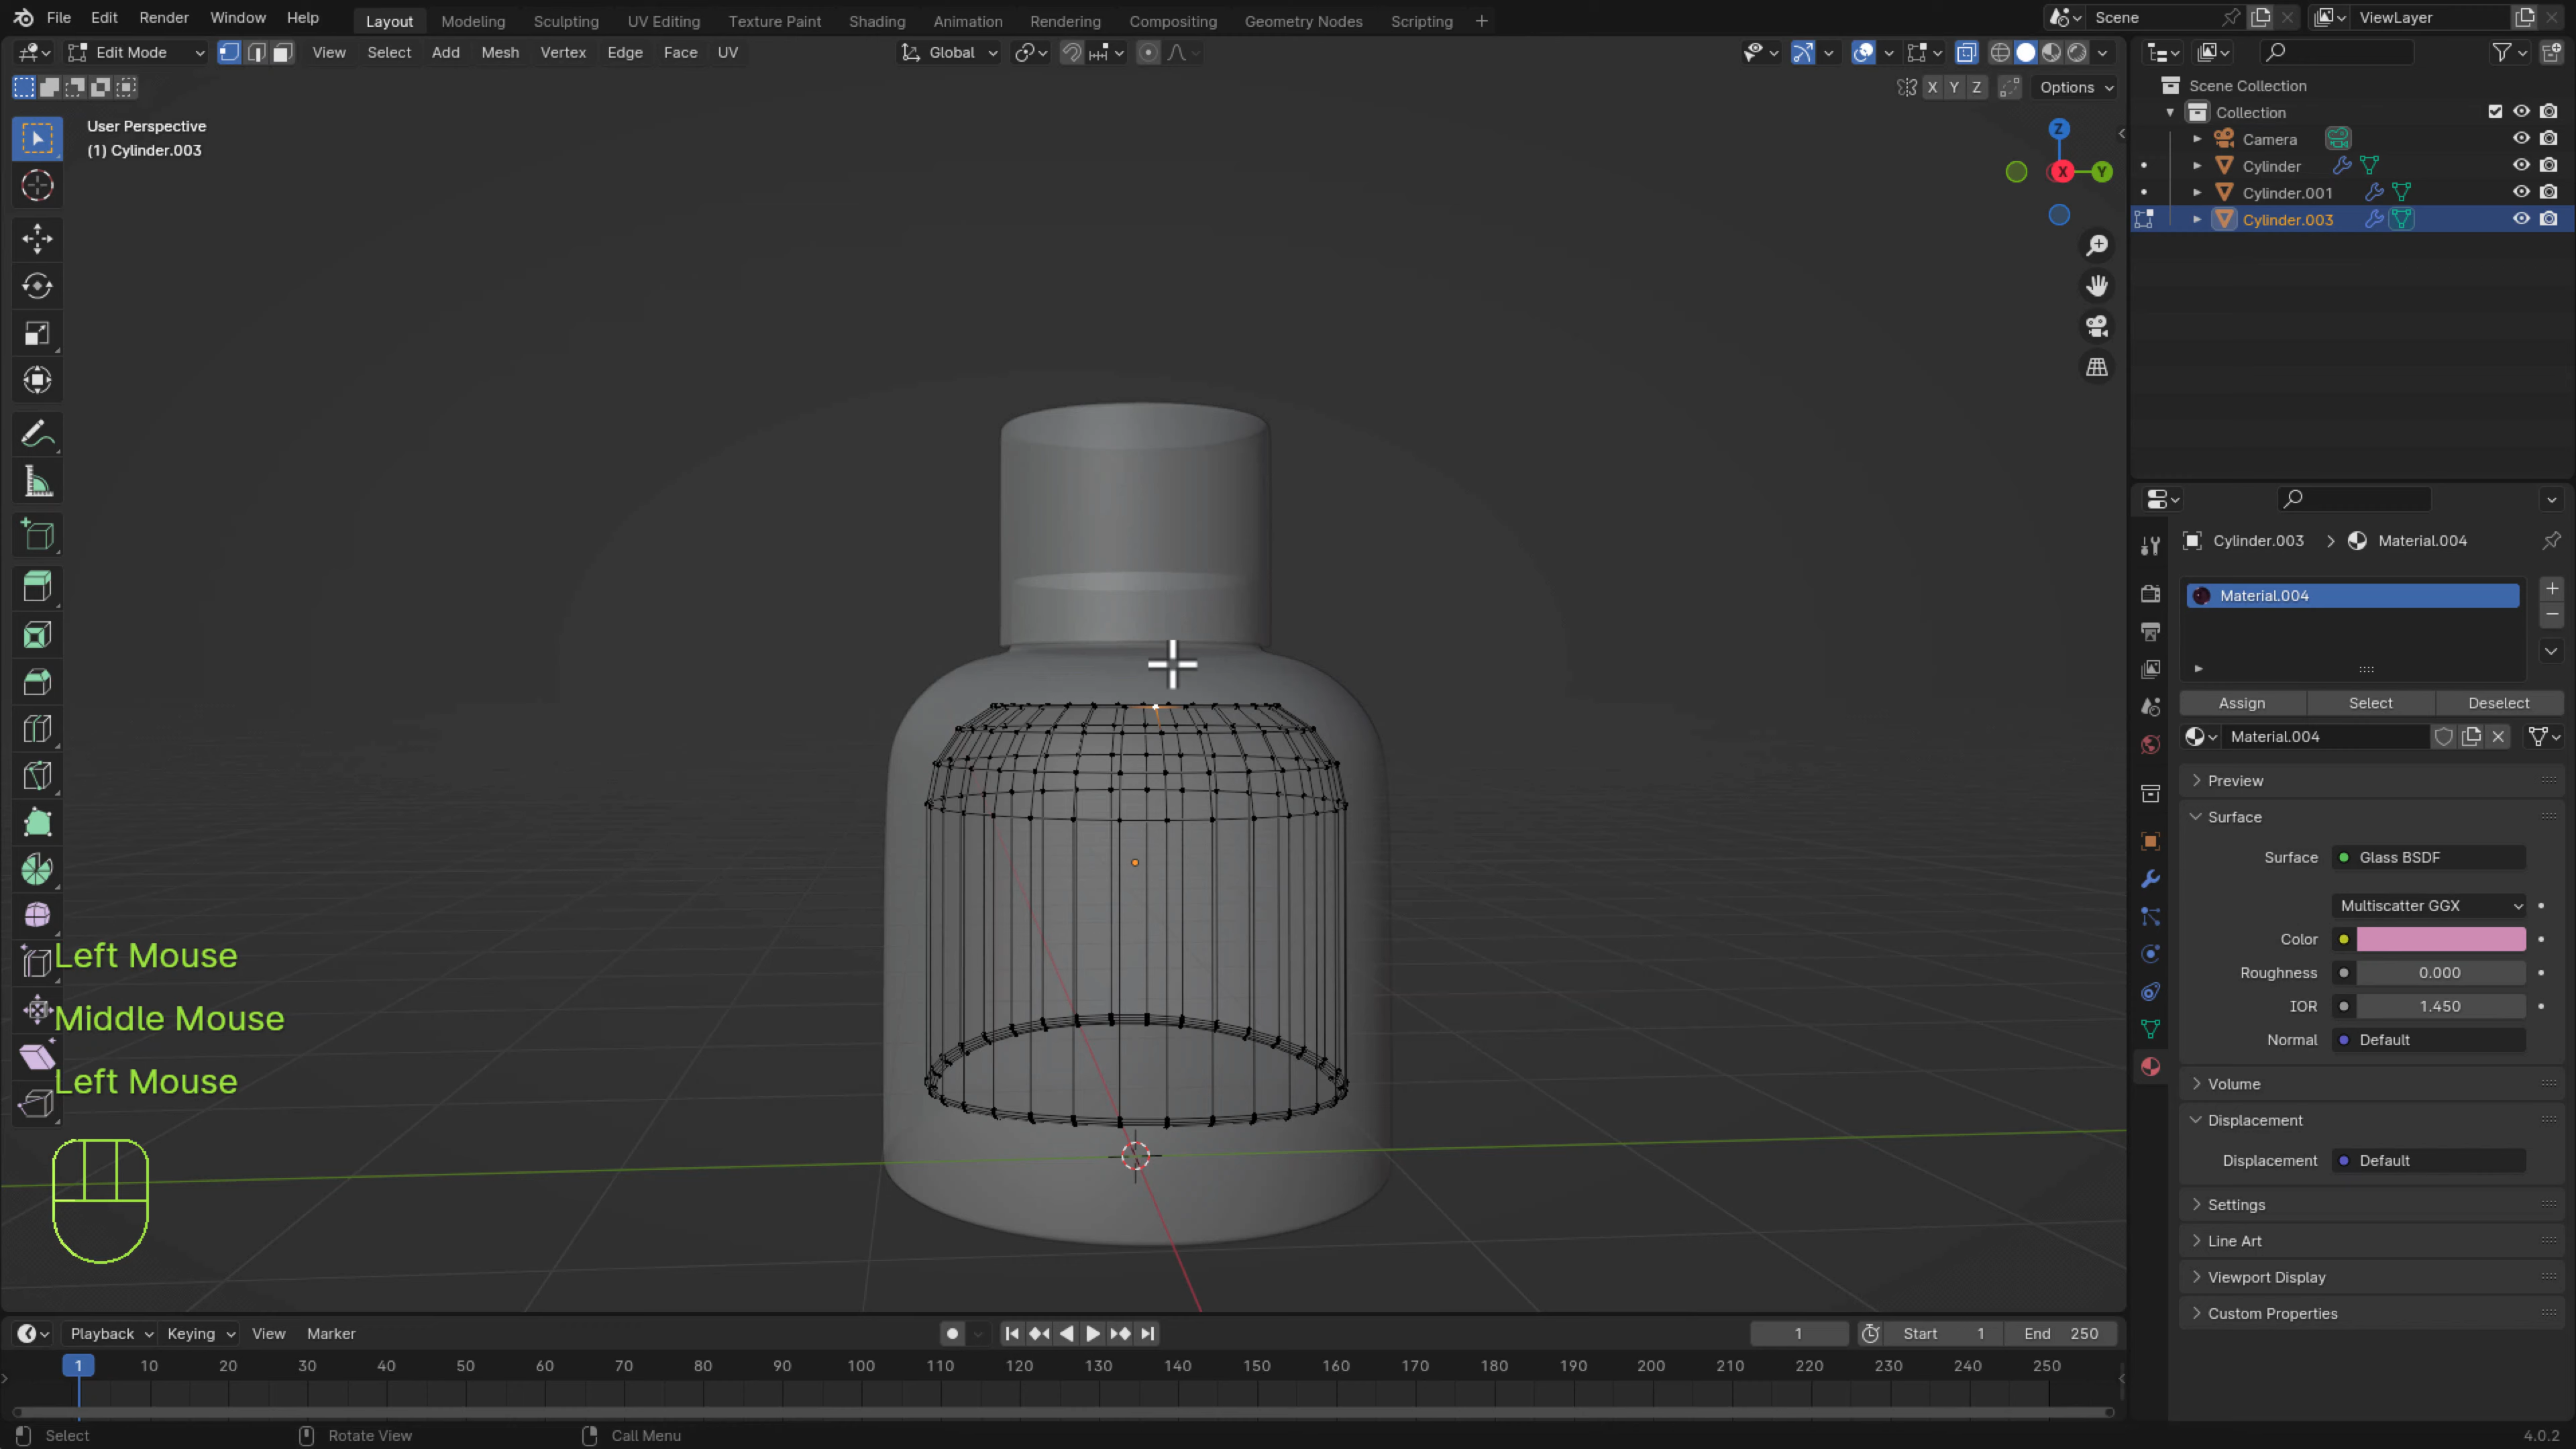 File Edit Render Window Help Layout Modeling Sculpting UV Editing Texture Paint Shading Animation Rendering Compositing Geometry Nodes Scripting + Scene ViewLayer
Edit Mode View Select Add Mesh Vertex Edge Face UV Global
X Y Z Options
User Perspective
(1) Cylinder.003
Z
X
Y
Scene Collection
Collection
Camera
Cylinder
Cylinder.001
Cylinder.003
Cylinder.003 > Material.004
Material.004
Assign Select Deselect
Material.004
Preview
Surface
Surface Glass BSDF
Multiscatter GGX
Color
Roughness 0.000
IOR 1.450
Normal Default
Volume
Displacement
Displacement Default
Settings
Line Art
Viewport Display
Custom Properties
Left Mouse
Middle Mouse
Left Mouse
Playback Keying View Marker 1 Start 1 End 250
1 10 20 30 40 50 60 70 80 90 100 110 120 130 140 150 160 170 180 190 200 210 220 230 240 250
Select Rotate View Call Menu 4.0.2